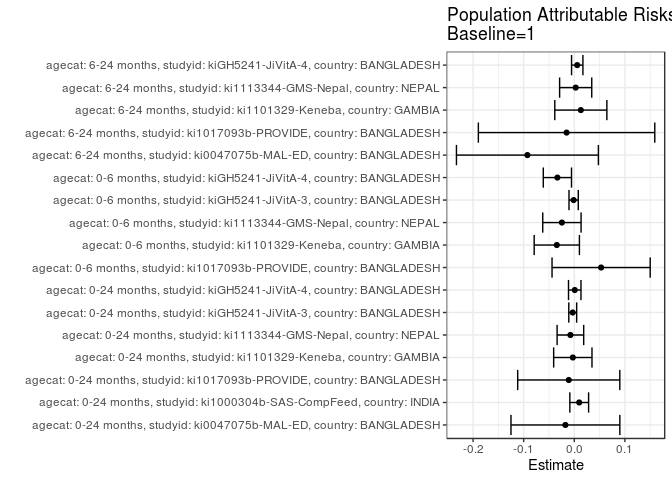 Population Attributable Risks
Baseline=1
agecat: 6-24 months, studyid: kiGH5241-JiVitA-4, country: BANGLADESH
agecat: 6-24 months, studyid: ki1113344-GMS-Nepal, country: NEPAL
agecat: 6-24 months, studyid: ki1101329-Keneba, country: GAMBIA
agecat: 6-24 months, studyid: ki1017093b-PROVIDE, country: BANGLADESH
agecat: 6-24 months, studyid: ki0047075b-MAL-ED, country: BANGLADESH
agecat: 0-6 months, studyid: kiGH5241-JiVitA-4, country: BANGLADESH
agecat: 0-6 months, studyid: kiGH5241-JiVitA-3, country: BANGLADESH
agecat: 0-6 months, studyid: ki1113344-GMS-Nepal, country: NEPAL
agecat: 0-6 months, studyid: ki1101329-Keneba, country: GAMBIA
agecat: 0-6 months, studyid: ki1017093b-PROVIDE, country: BANGLADESH
agecat: 0-24 months, studyid: kiGH5241-JiVitA-4, country: BANGLADESH
agecat: 0-24 months, studyid: kiGH5241-JiVitA-3, country: BANGLADESH
agecat: 0-24 months, studyid: ki1113344-GMS-Nepal, country: NEPAL
agecat: 0-24 months, studyid: ki1101329-Keneba, country: GAMBIA
agecat: 0-24 months, studyid: ki1017093b-PROVIDE, country: BANGLADESH
agecat: 0-24 months, studyid: ki1000304b-SAS-CompFeed, country: INDIA
agecat: 0-24 months, studyid: ki0047075b-MAL-ED, country: BANGLADESH
-0.2 -0.1 0.0 0.1
Estimate